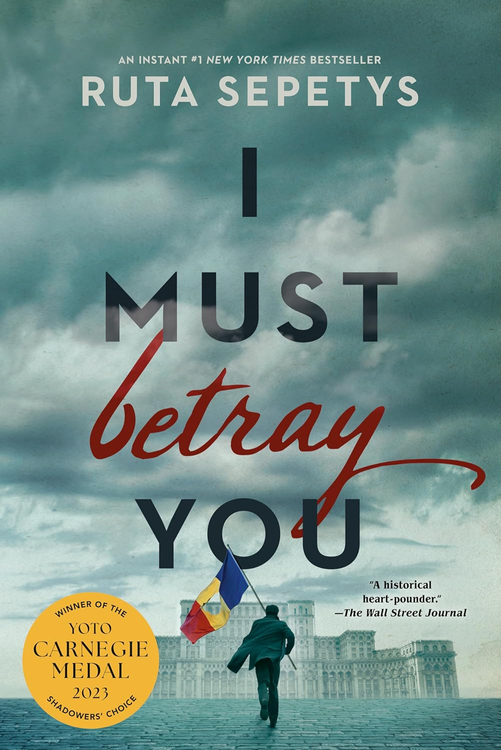 AN INSTANT #1 NEW YORK TIMES BESTSELLER
RUTA SEPETYS
I
MUST
betray
YOU
"A historical
heart-pounder."
—The Wall Street Journal
WINNER OF THE
YOTO
CARNEGIE
MEDAL
2023
SHADOWERS' CHOICE